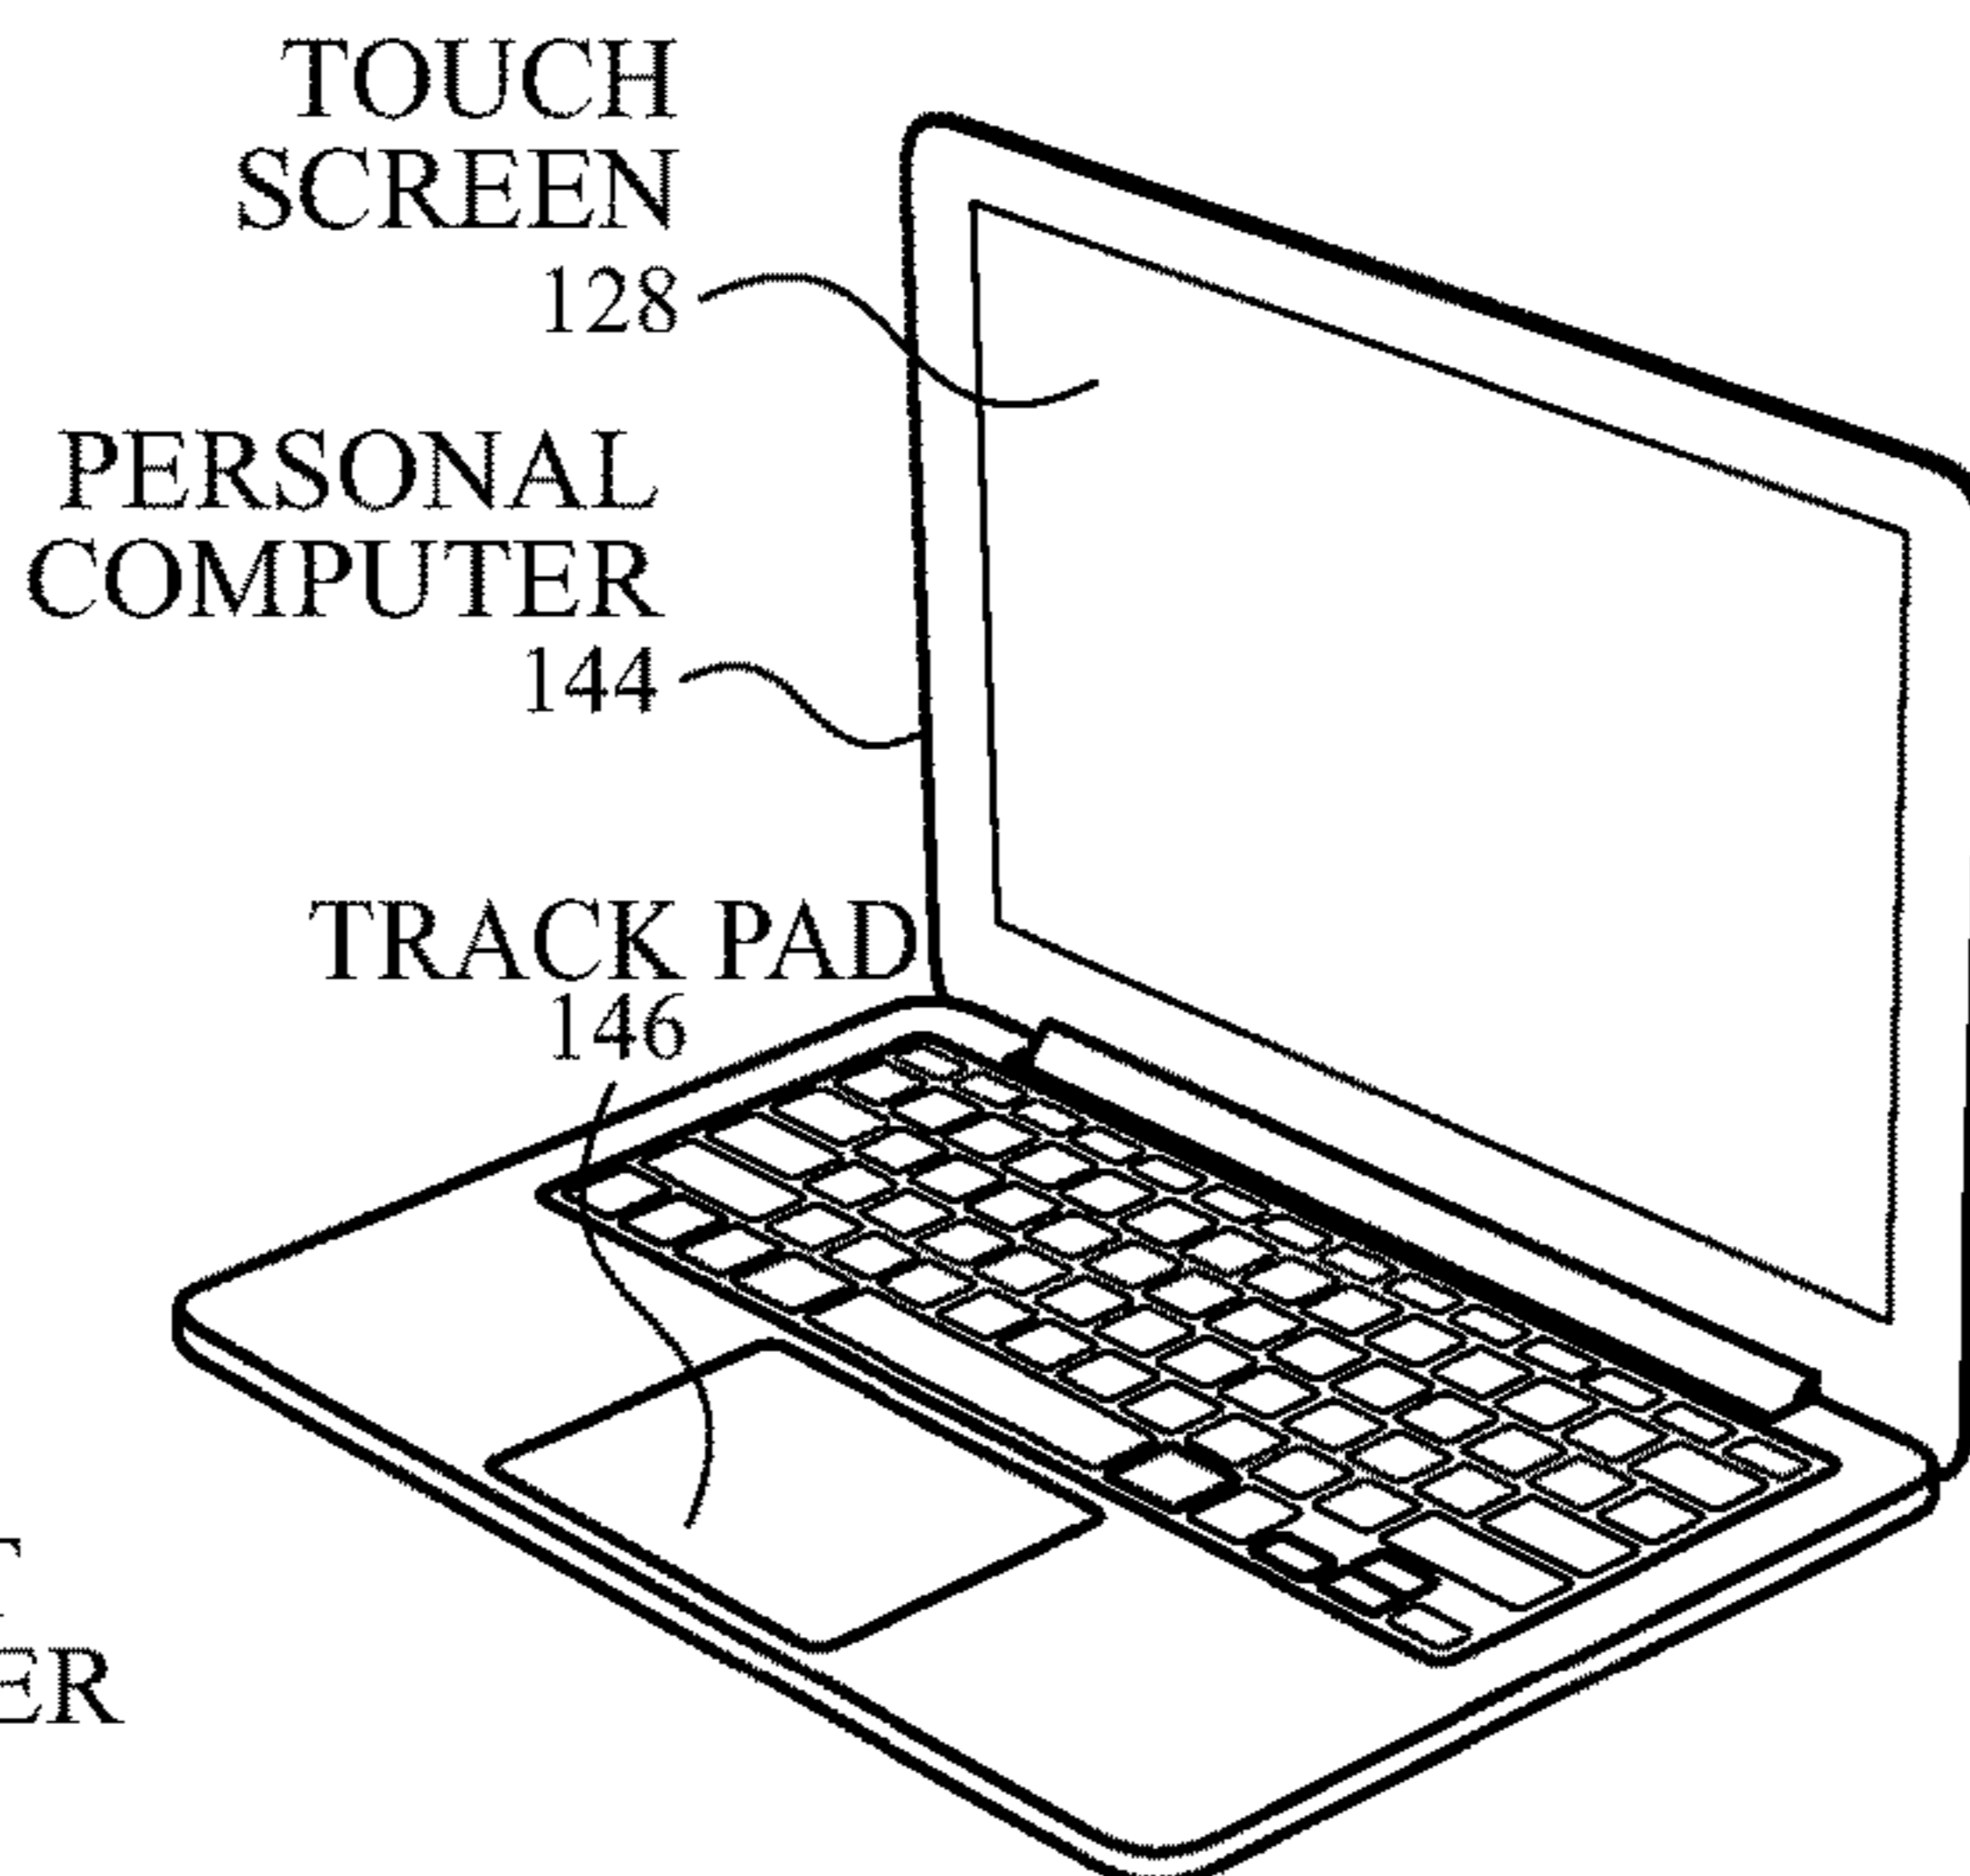 TOUCH
SCREEN
128
PERSONAL
COMPUTER
144
TRACK PAD
146